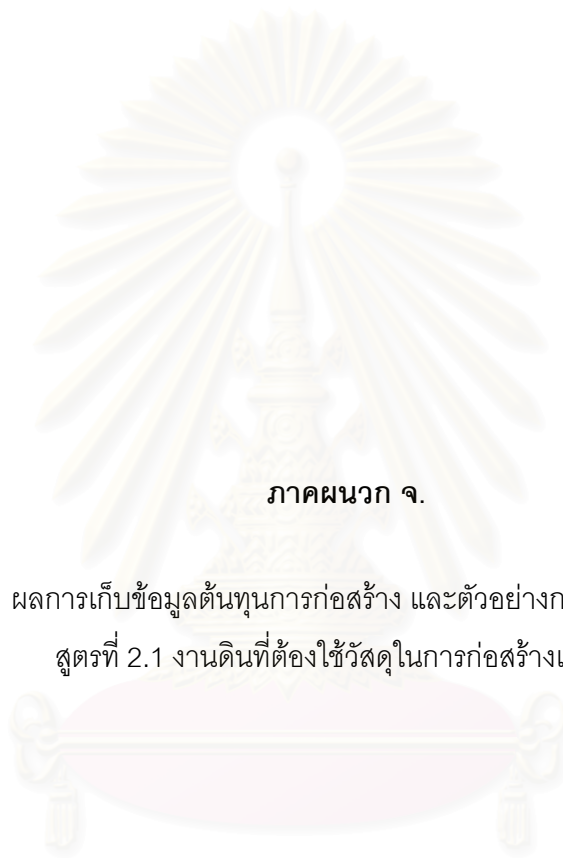 ภาคผนวก จ.
ผลการเก็บข้อมูลต้นทุนการก่อสร้าง และตัวอย่าง
สูตรที่ 2.1 งานดินที่ต้องใช้วัสดุในการก่อสร้าง